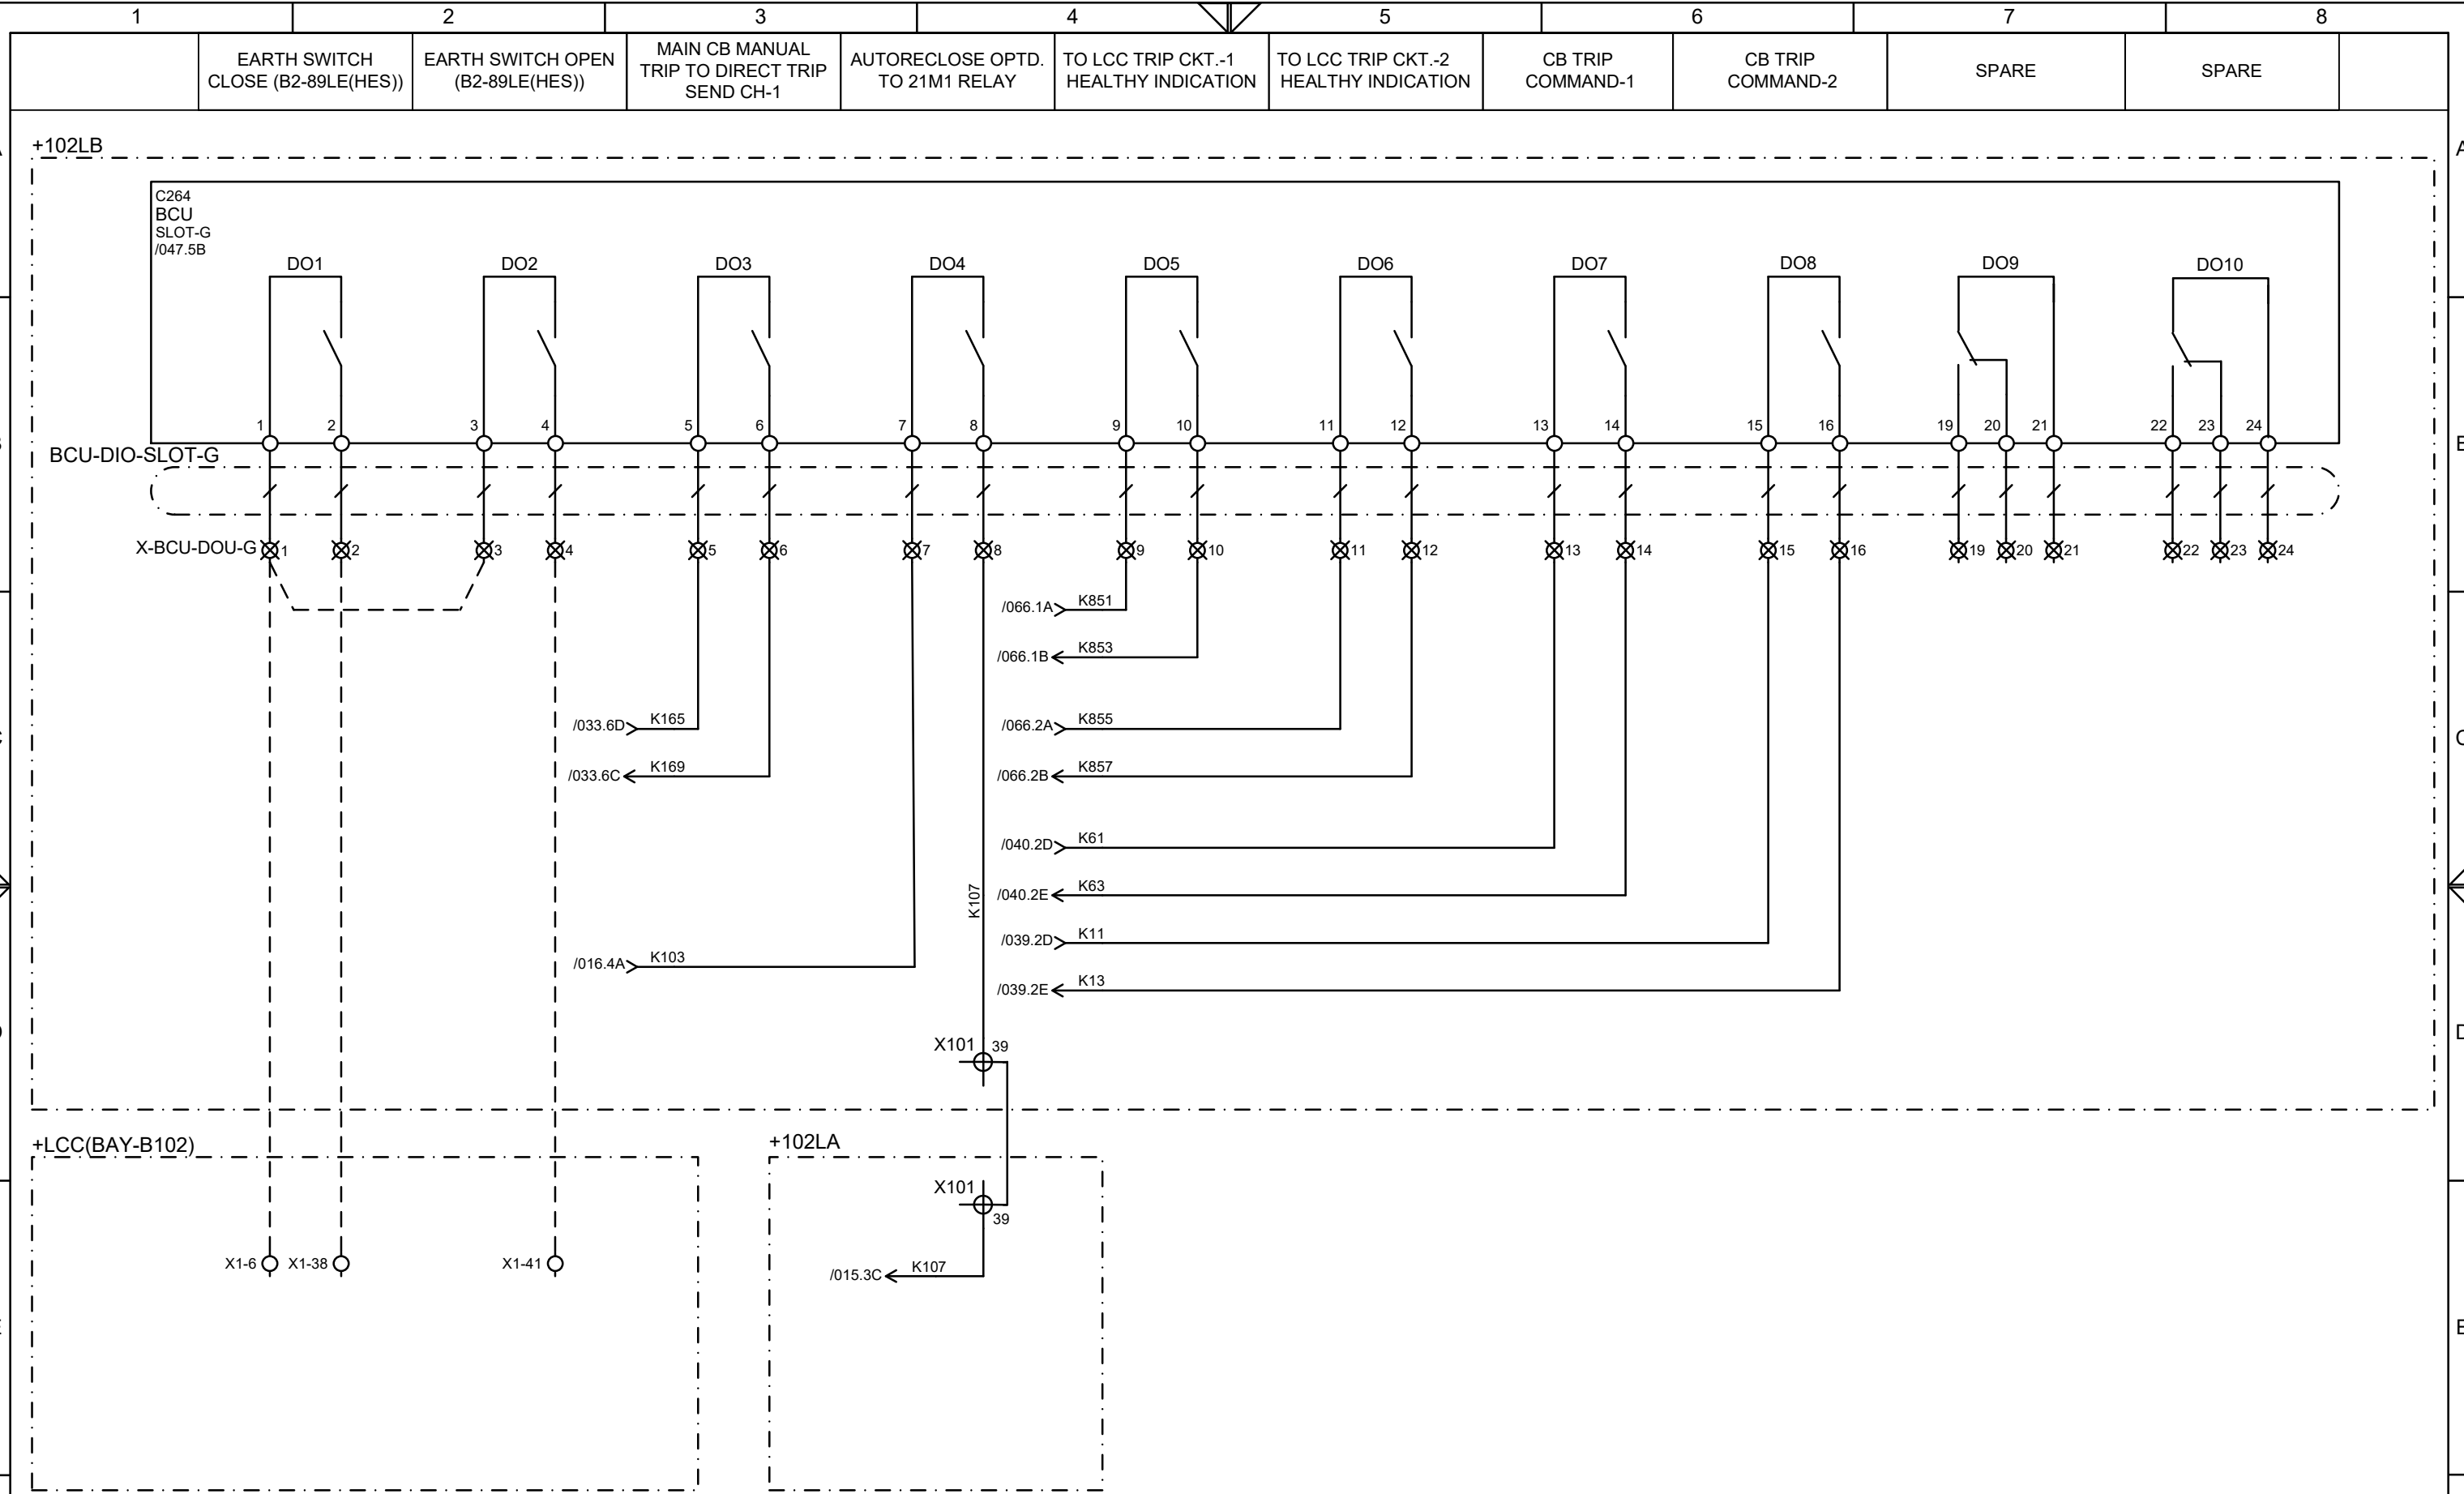 1 2 3 4 5 6 7 8
EARTH SWITCH
CLOSE (B2-89LE(HES))
EARTH SWITCH OPEN
(B2-89LE(HES))
MAIN CB MANUAL
TRIP TO DIRECT TRIP
SEND CH-1
AUTORECLOSE OPTD.
TO 21M1 RELAY
TO LCC TRIP CKT.-1
HEALTHY INDICATION
TO LCC TRIP CKT.-2
HEALTHY INDICATION
CB TRIP
COMMAND-1
CB TRIP
COMMAND-2
SPARE
SPARE
+102LB
C264
BCU
SLOT-G
/047.5B
DO1 DO2 DO3 DO4 DO5 DO6 DO7 DO8 DO9 DO10
1 2 3 4 5 6 7 8 9 10 11 12 13 14 15 16 19 20 21 22 23 24
BCU-DIO-SLOT-G
X-BCU-DOU-G 1 2 3 4 5 6 7 8 9 10 11 12 13 14 15 16 19 20 21 22 23 24
/066.1A K851
/066.1B K853
/033.6D K165
/066.2A K855
/033.6C K169
/066.2B K857
/040.2D K61
K107
/040.2E K63
/039.2D K11
/016.4A K103
/039.2E K13
X101 39
+LCC(BAY-B102)
+102LA
X101
39
X1-6 X1-38 X1-41
/015.3C K107